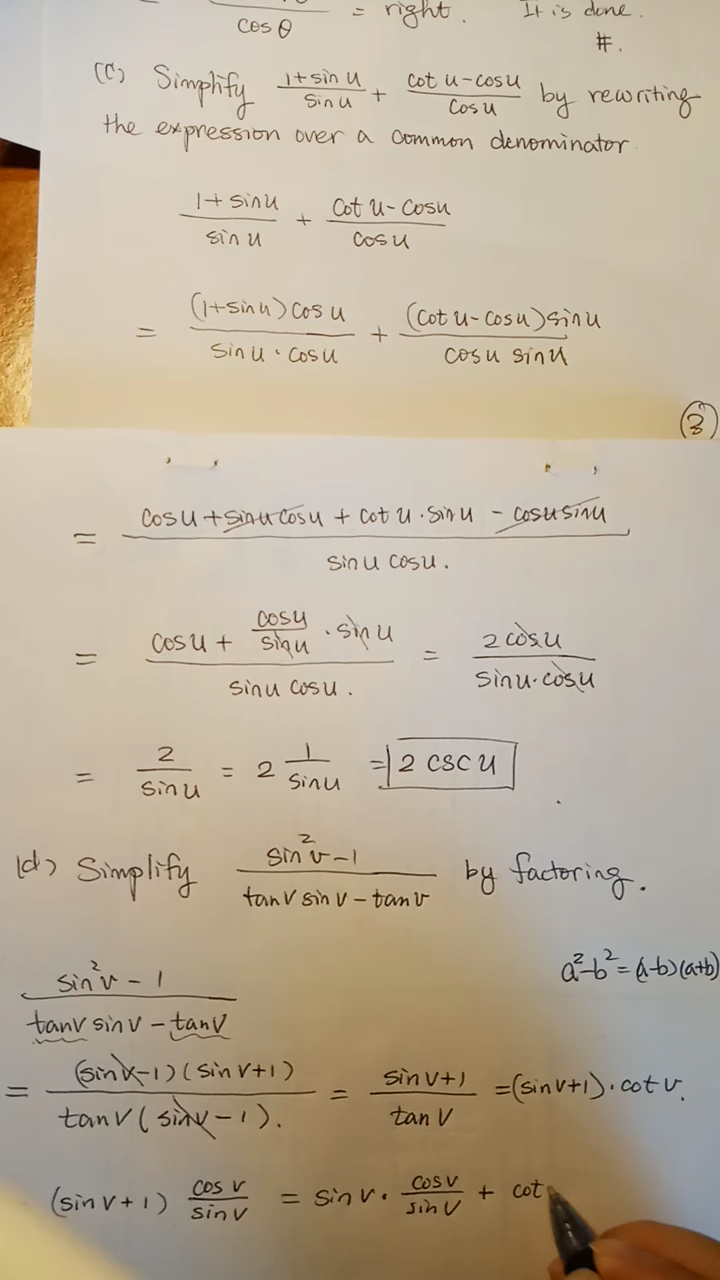 cos θ = right. It is done.
#.
(c) Simplify (1+sin u)/(sin u) + (cot u-cos u)/(cos u) by rewriting
the expression over a common denominator.
(1+sin u)/(sin u) + (cot u-cos u)/(cos u)
= ((1+sin u)cos u)/(sin u · cos u) + ((cot u-cos u)sin u)/(cos u sin u)
3
= (cos u + sin u cos u + cot u · sin u - cos u sin u)/(sin u cos u).
= (cos u + (cos u)/(sin u) · sin u)/(sin u cos u). = (2 cos u)/(sin u · cos u)
= 2/(sin u) = 2 1/(sin u) = 2 csc u
(d) Simplify (sin² v - 1)/(tan v sin v - tan v) by factoring.
a²-b² = (a-b)(a+b)
(sin² v - 1)/(tan v sin v - tan v)
= ((sin v-1)(sin v+1))/(tan v(sin v-1)). = (sin v+1)/(tan v) = (sin v+1)·cot v.
(sin v+1) (cos v)/(sin v) = sin v · (cos v)/(sin v) + cot